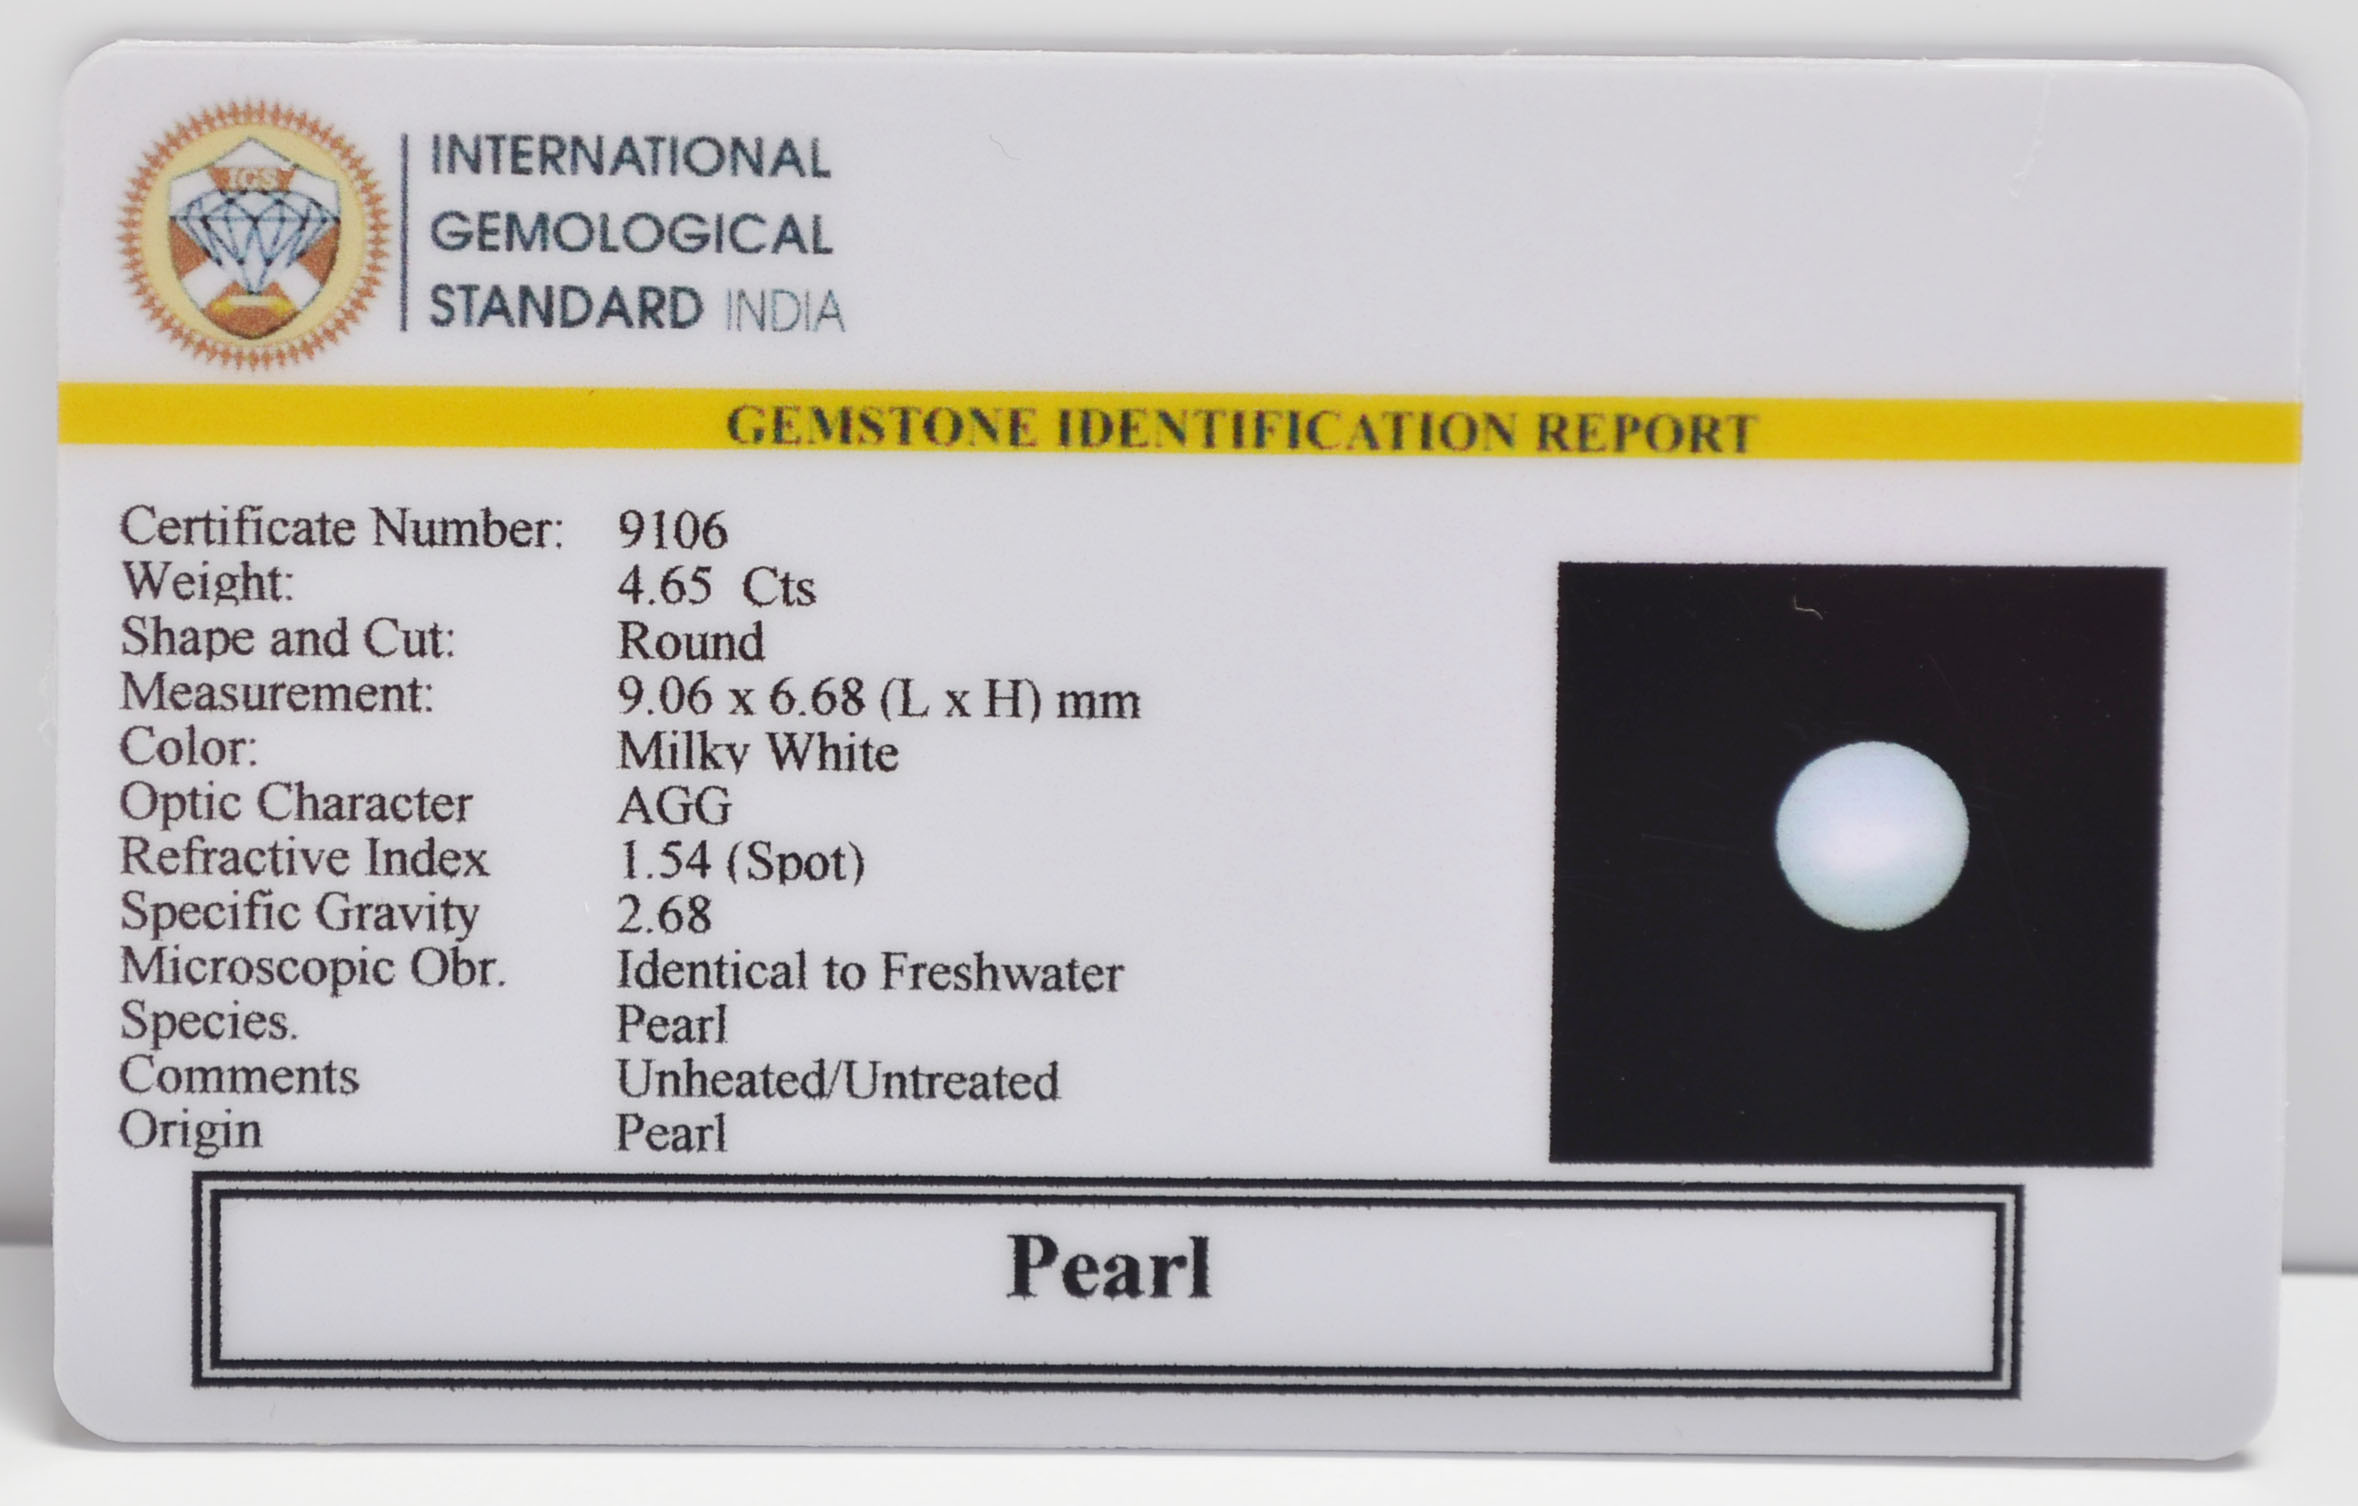 IGS
INTERNATIONAL
GEMOLOGICAL
STANDARD INDIA
GEMSTONE IDENTIFICATION REPORT
Certificate Number: 9106
Weight: 4.65 Cts
Shape and Cut: Round
Measurement: 9.06 x 6.68 (L x H) mm
Color: Milky White
Optic Character AGG
Refractive Index 1.54 (Spot)
Specific Gravity 2.68
Microscopic Obr. Identical to Freshwater
Species. Pearl
Comments Unheated/Untreated
Origin Pearl
Pearl